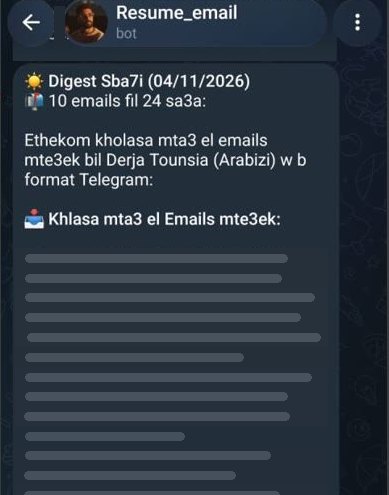 Resume_email
bot
☀️ Digest Sba7i (04/11/2026)
📬 10 emails fil 24 sa3a:
Ethekom kholasa mta3 el emails
mte3ek bil Derja Tounsia (Arabizi) w b
format Telegram:
📥 Khlasa mta3 el Emails mte3ek: